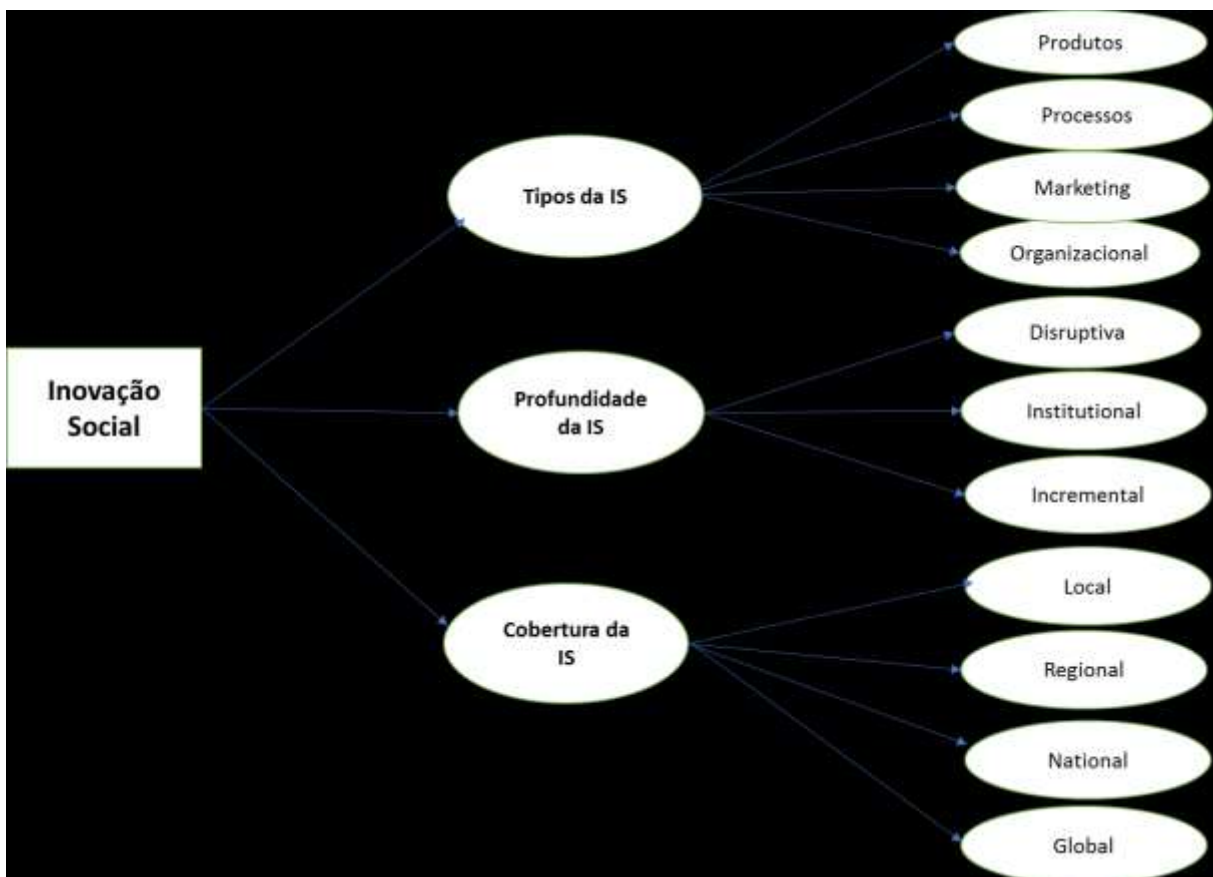 Inovação
Social
Tipos da IS
Produtos
Processos
Marketing
Organizacional
Profundidade
da IS
Disruptiva
Institutional
Incremental
Cobertura da
IS
Local
Regional
National
Global